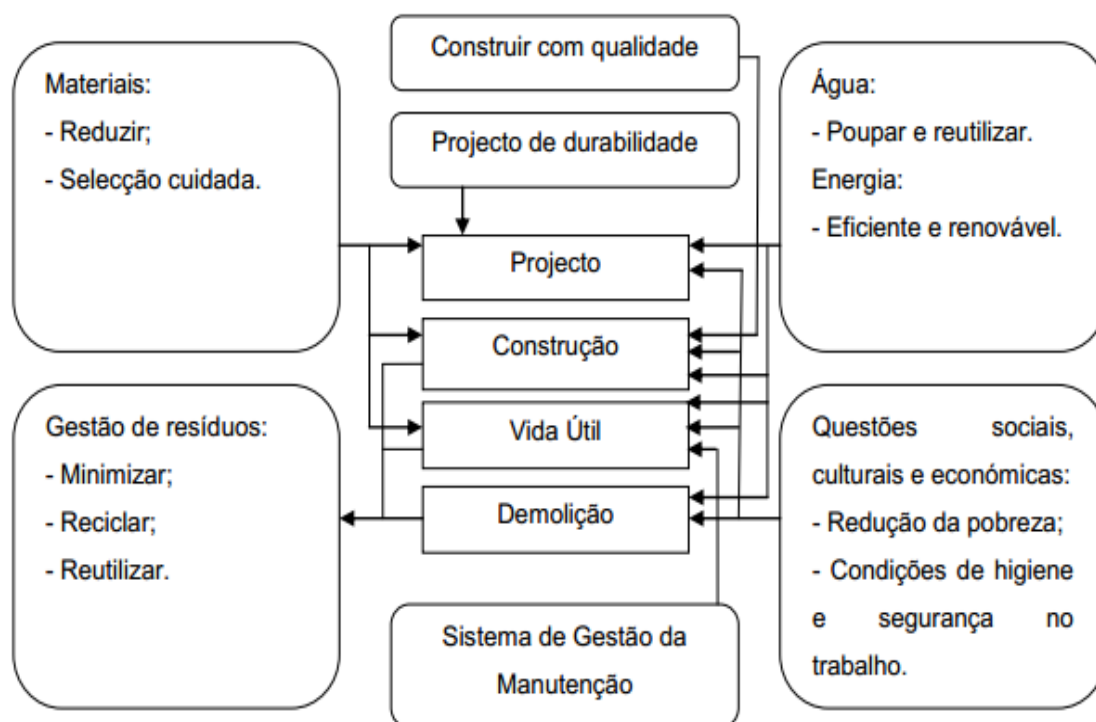 Construir com qualidade
Materiais:
- Reduzir;
- Selecção cuidada.
Projecto de durabilidade
Água:
- Poupar e reutilizar.
Energia:
- Eficiente e renovável.
Projecto
Construção
Vida Útil
Demolição
Gestão de resíduos:
- Minimizar;
- Reciclar;
- Reutilizar.
Questões sociais,
culturais e económicas:
- Redução da pobreza;
- Condições de higiene
e segurança no
trabalho.
Sistema de Gestão da
Manutenção